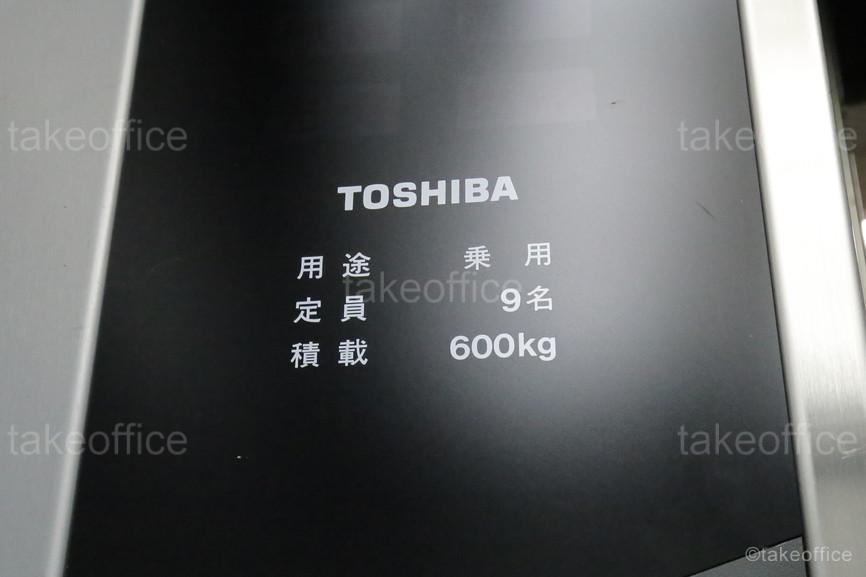 takeoffice takeoffice
TOSHIBA
用途 乗用
takeoffice
定員 9名
積載 600kg
takeoffice takeoffice
©takeoffice